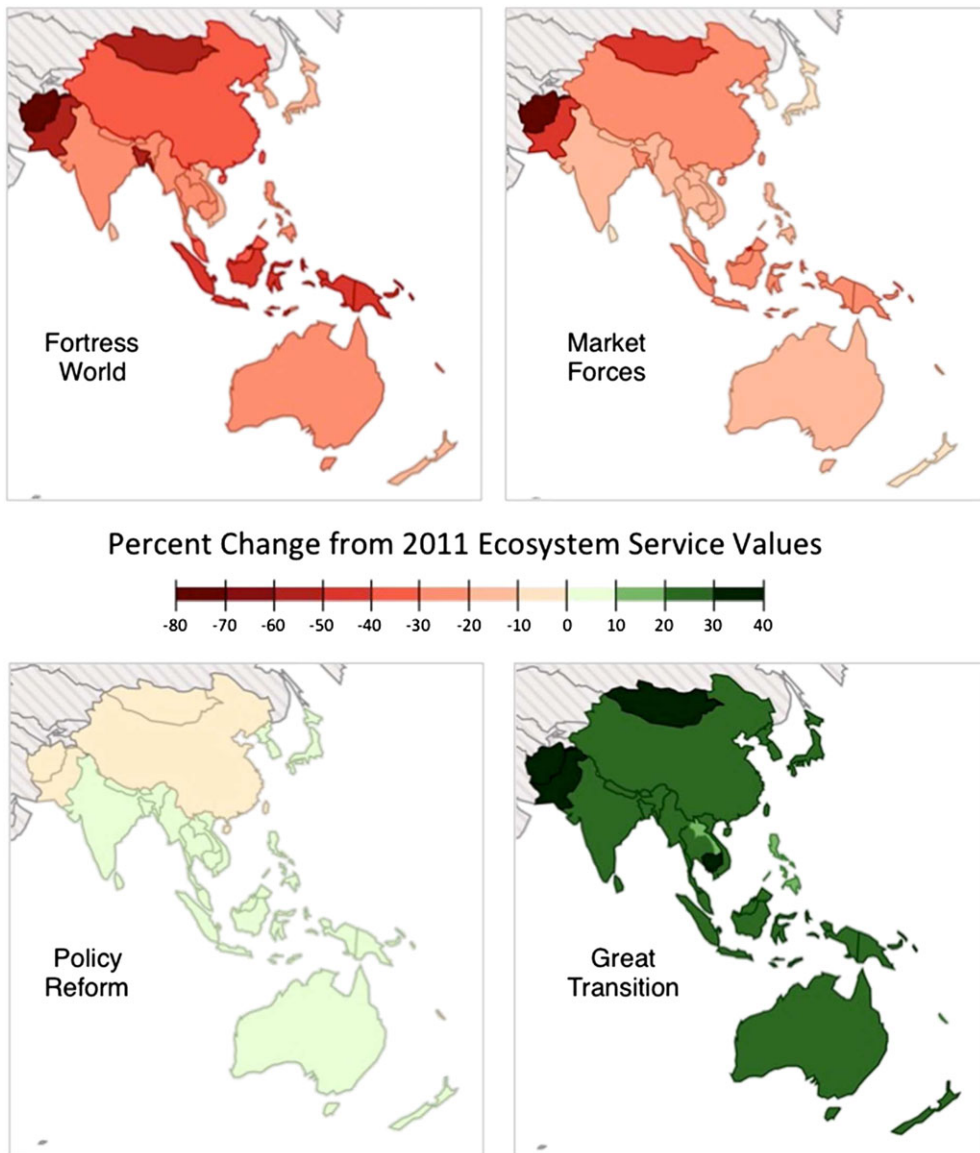 Fortress
World
Market
Forces
Percent Change from 2011 Ecosystem Service Values
-80 -70 -60 -50 -40 -30 -20 -10 0 10 20 30 40
Policy
Reform
Great
Transition